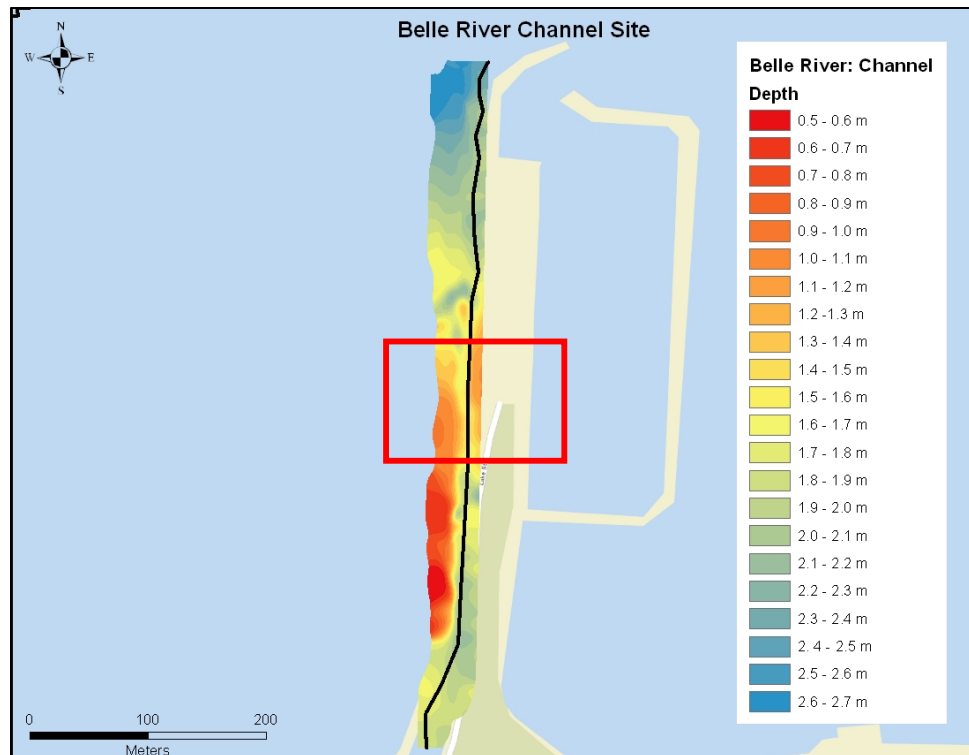 Belle River Channel Site
N
W
E
S
Belle River: Channel
Depth
0.5 - 0.6 m
0.6 - 0.7 m
0.7 - 0.8 m
0.8 - 0.9 m
0.9 - 1.0 m
1.0 - 1.1 m
1.1 - 1.2 m
1.2 -1.3 m
1.3 - 1.4 m
1.4 - 1.5 m
1.5 - 1.6 m
1.6 - 1.7 m
1.7 - 1.8 m
1.8 - 1.9 m
1.9 - 2.0 m
2.0 - 2.1 m
2.1 - 2.2 m
2.2 - 2.3 m
2.3 - 2.4 m
2. 4 - 2.5 m
2.5 - 2.6 m
2.6 - 2.7 m
Lake
0 100 200
Meters